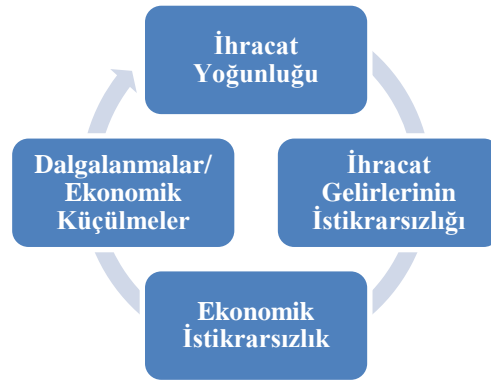 İhracat
Yoğunluğu
Dalgalanmalar/
Ekonomik
Küçülmeler
İhracat
Gelirlerinin
İstikrarsızlığı
Ekonomik
İstikrarsızlık